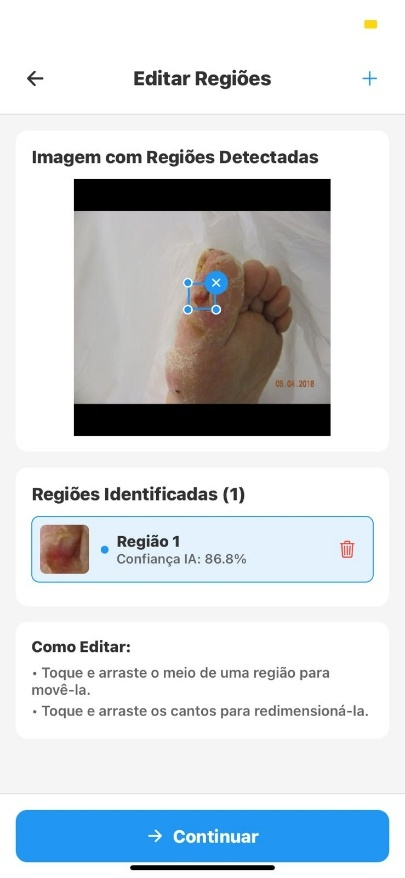 Editar Regiões
Imagem com Regiões Detectadas
03.04.2018
Regiões Identificadas (1)
Região 1
Confiança IA: 86.8%
Como Editar:
• Toque e arraste o meio de uma região para
movê-la.
• Toque e arraste os cantos para redimensioná-la.
Continuar